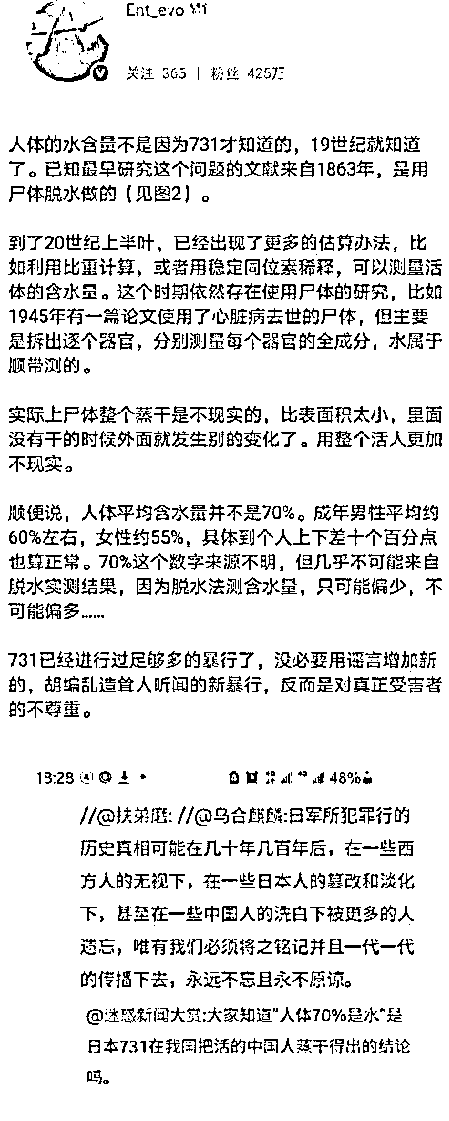 Ent_evo
关注 365 | 粉丝 425万
人体的水含量不是因为731才知道的，19世纪就知道
了。已知最早研究这个问题的文献来自1863年，是用
尸体脱水做的（见图2）。
到了20世纪上半叶，已经出现了更多的估算办法，比
如利用比重计算，或者用稳定同位素稀释，可以测量活
体的含水量。这个时期依然存在使用尸体的研究，比如
1945年有一篇论文使用了心脏病去世的尸体，但主要
是拆出逐个器官，分别测量每个器官的全成分，水属于
顺带测的。
实际上尸体整个蒸干是不现实的，比表面积太小，里面
没有干的时候外面就发生别的变化了。用整个活人更加
不现实。
顺便说，人体平均含水量并不是70%。成年男性平均约
60%左右，女性约55%，具体到个人上下差十个百分点
也算正常。70%这个数字来源不明，但几乎不可能来自
脱水实测结果，因为脱水法测含水量，只可能偏少，不
可能偏多……
731已经进行过足够多的暴行了，没必要用谣言增加新
的，胡编乱造耸人听闻的新暴行，反而是对真正受害者
的不尊重。
13:28 48%
//@扶弟庭: //@乌合麒麟:日军所犯罪行的
历史真相可能在几十年几百年后，在一些西
方人的无视下，在一些日本人的篡改和淡化
下，甚至在一些中国人的洗白下被更多的人
遗忘，唯有我们必须将之铭记并且一代一代
的传播下去，永远不忘且永不原谅。
@迷惑新闻大赏:大家知道"人体70%是水"是
日本731在我国把活的中国人蒸干得出的结论
吗。